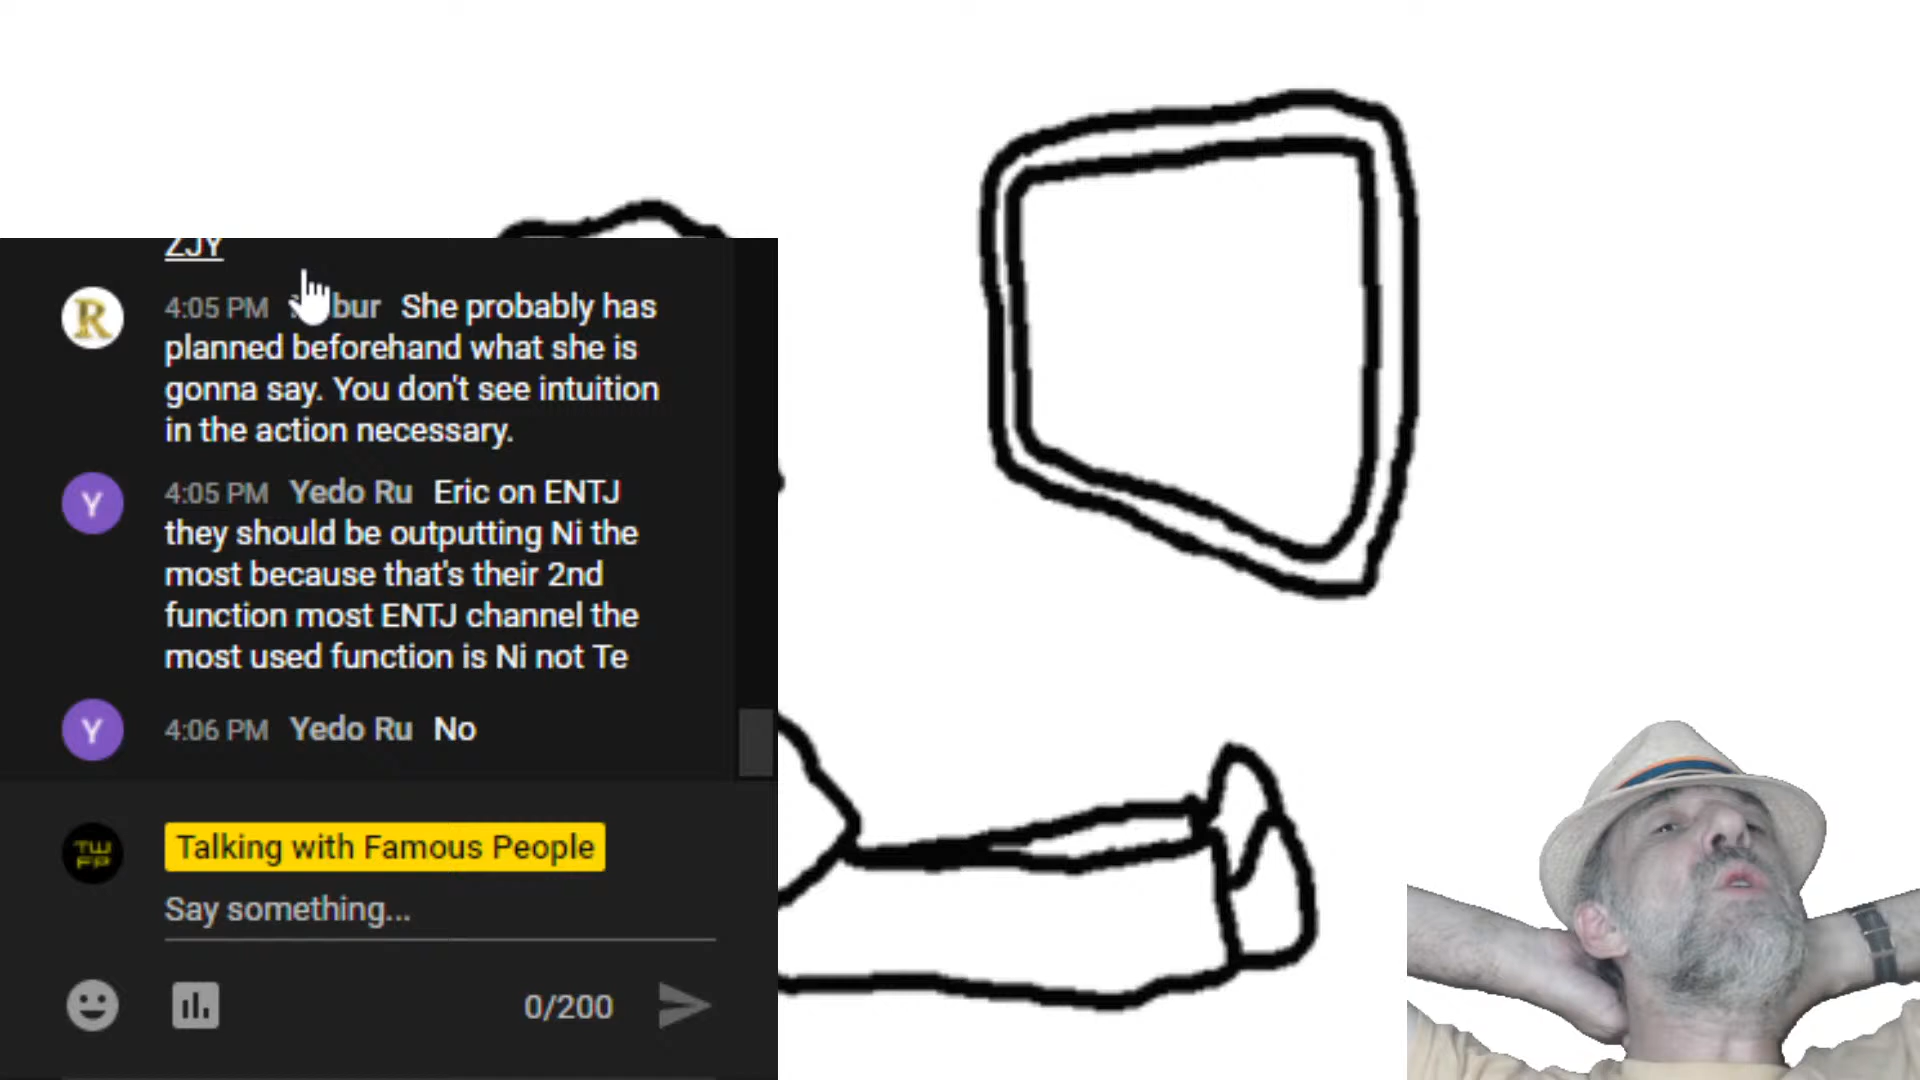 ZJY
R
4:05 PM bur She probably has
planned beforehand what she is
gonna say. You don't see intuition
in the action necessary.
Y
4:05 PM Yedo Ru Eric on ENTJ
they should be outputting Ni the
most because that's their 2nd
function most ENTJ channel the
most used function is Ni not Te
Y
4:06 PM Yedo Ru No
TW
FP
Talking with Famous People
Say something...
0/200